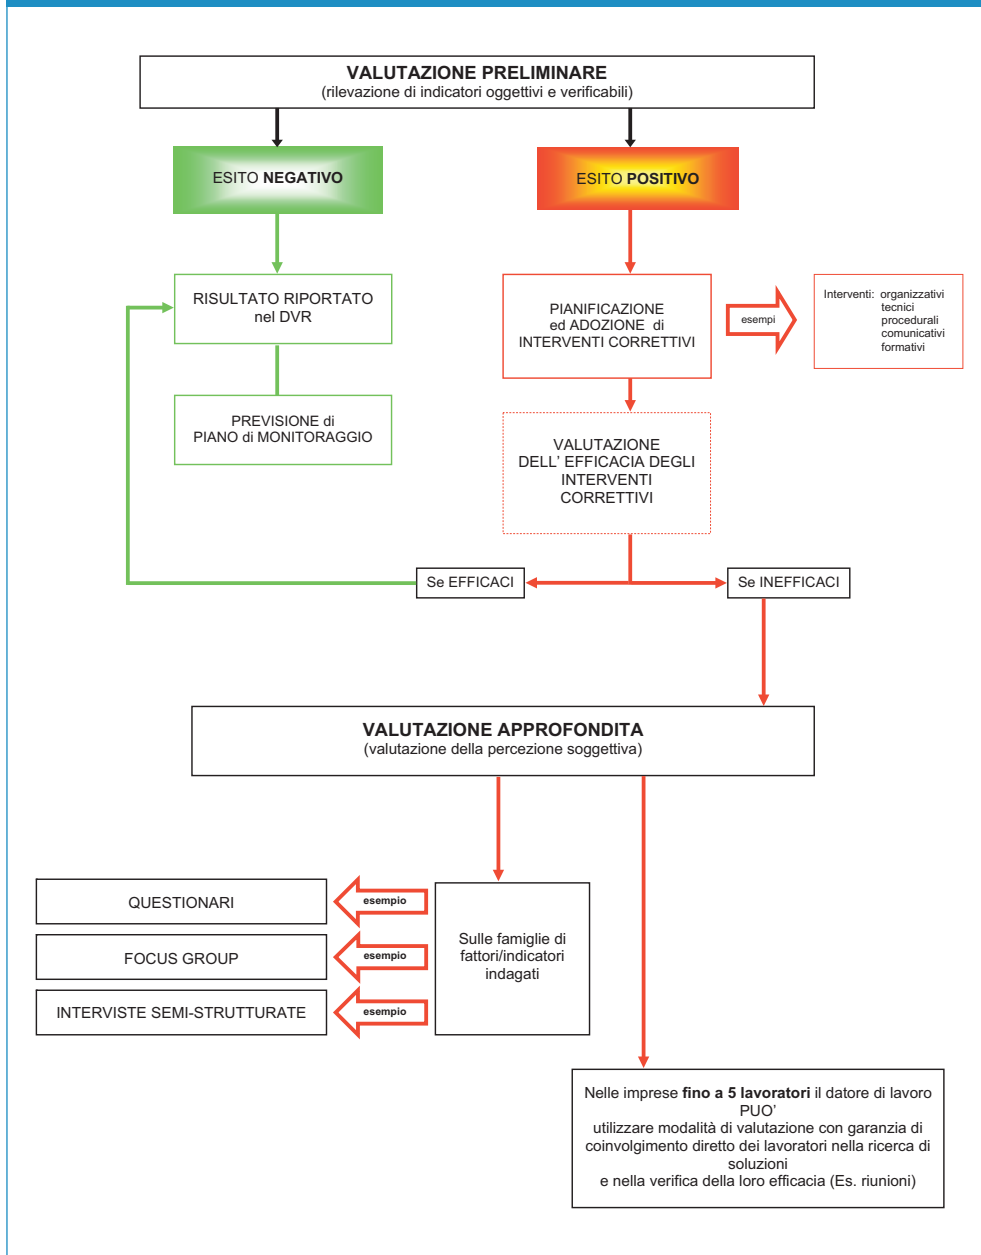 VALUTAZIONE PRELIMINARE
(rilevazione di indicatori oggettivi e verificabili)
ESITO NEGATIVO
ESITO POSITIVO
RISULTATO RIPORTATO
nel DVR
PIANIFICAZIONE
ed ADOZIONE di
INTERVENTI CORRETTIVI
esempi
Interventi: organizzativi
tecnici
procedurali
comunicativi
formativi
PREVISIONE di
PIANO di MONITORAGGIO
VALUTAZIONE
DELL' EFFICACIA DEGLI
INTERVENTI
CORRETTIVI
Se EFFICACI
Se INEFFICACI
VALUTAZIONE APPROFONDITA
(valutazione della percezione soggettiva)
QUESTIONARI
esempio
FOCUS GROUP
esempio
INTERVISTE SEMI-STRUTTURATE
esempio
Sulle famiglie di
fattori/indicatori
indagati
Nelle imprese fino a 5 lavoratori il datore di lavoro
PUO'
utilizzare modalità di valutazione con garanzia di
coinvolgimento diretto dei lavoratori nella ricerca di
soluzioni
e nella verifica della loro efficacia (Es. riunioni)